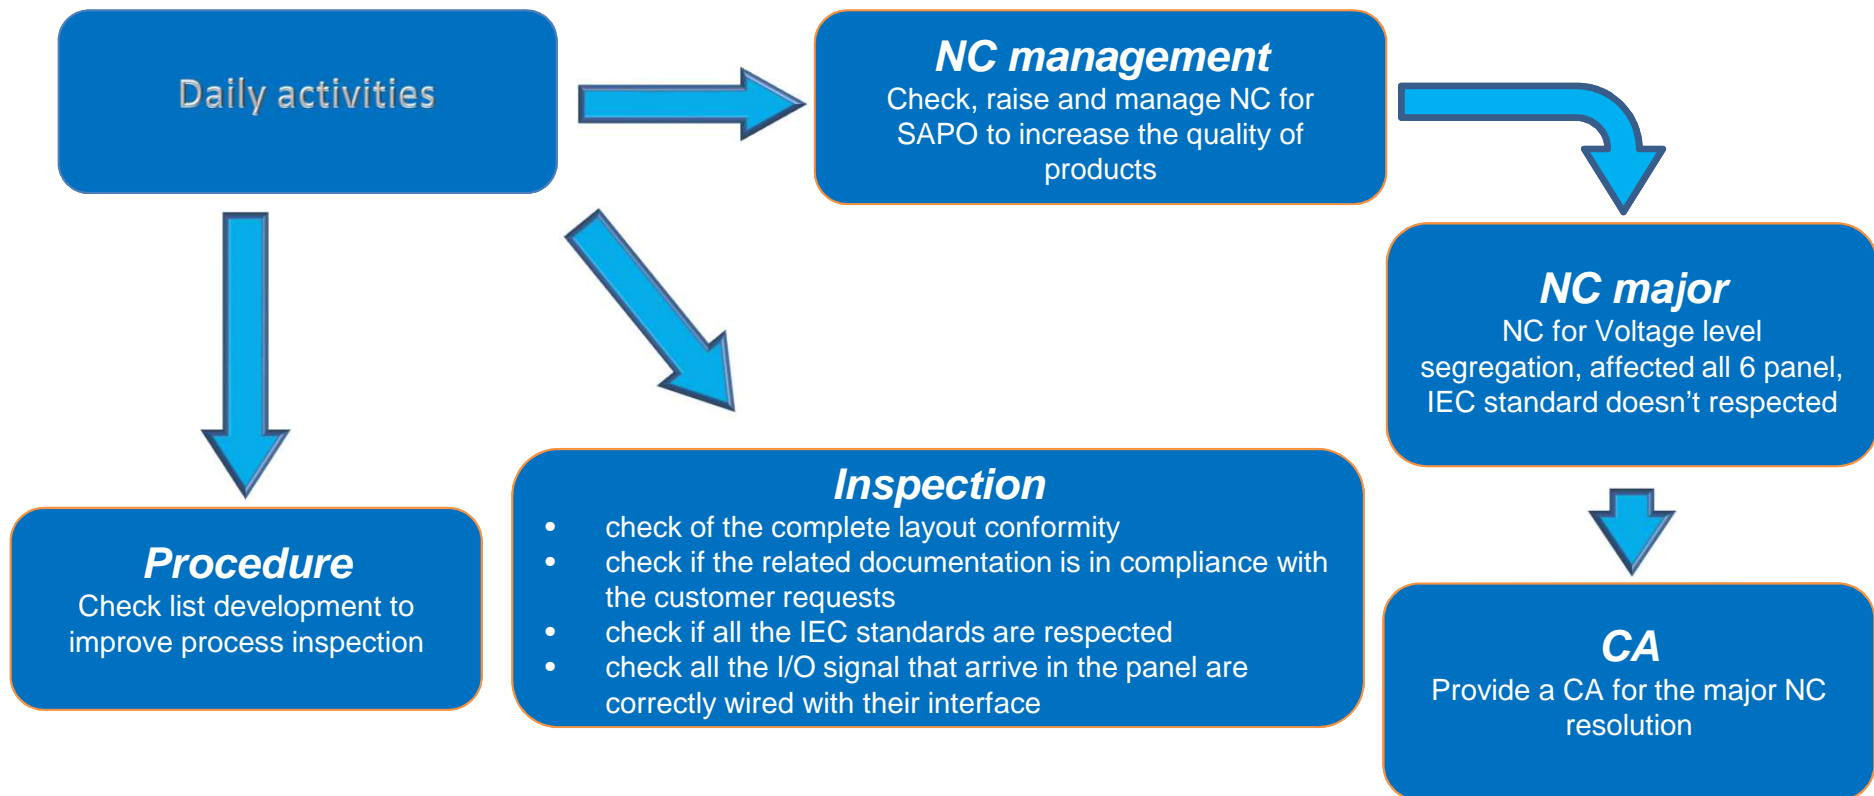 Daily activities
NC management
Check, raise and manage NC for
SAPO to increase the quality of
products
NC major
NC for Voltage level
segregation, affected all 6 panel,
IEC standard doesn’t respected
Procedure
Check list development to
improve process inspection
Inspection
• check of the complete layout conformity
• check if the related documentation is in compliance with
the customer requests
• check if all the IEC standards are respected
• check all the I/O signal that arrive in the panel are
correctly wired with their interface
CA
Provide a CA for the major NC
resolution